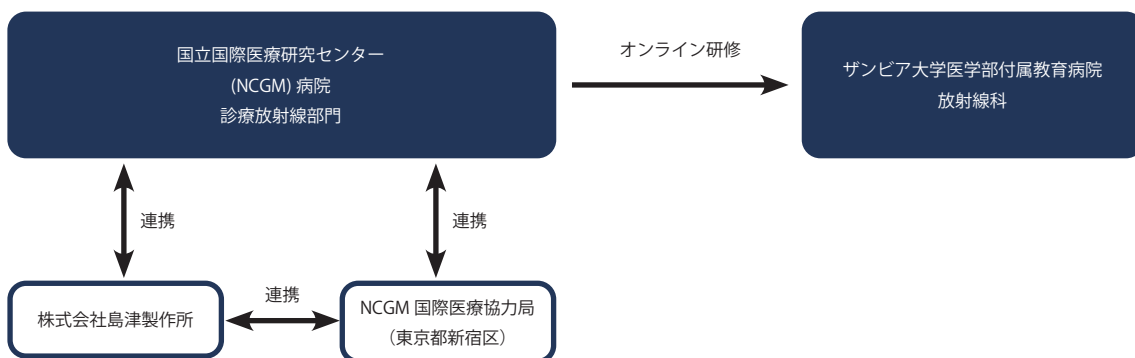 国立国際医療研究センター
(NCGM) 病院
診療放射線部門
オンライン研修
ザンビア大学医学部付属教育病院
放射線科
連携
連携
株式会社島津製作所
連携
NCGM 国際医療協力局
（東京都新宿区）